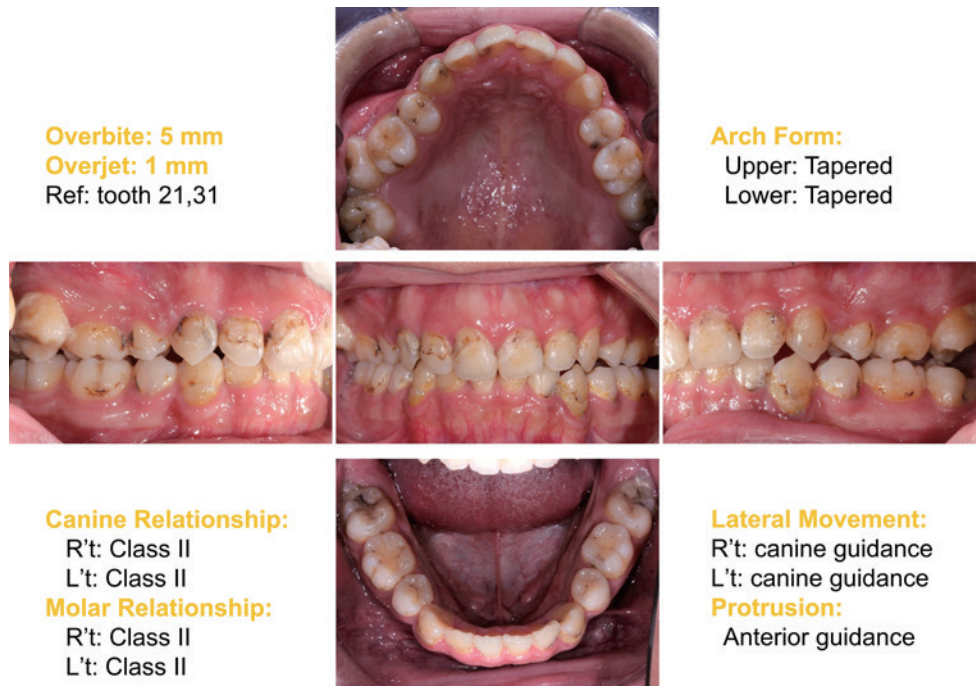 Overbite: 5 mm
Overjet: 1 mm
Ref: tooth 21,31
Arch Form:
Upper: Tapered
Lower: Tapered
Canine Relationship:
R't: Class II
L't: Class II
Molar Relationship:
R't: Class II
L't: Class II
Lateral Movement:
R't: canine guidance
L't: canine guidance
Protrusion:
Anterior guidance